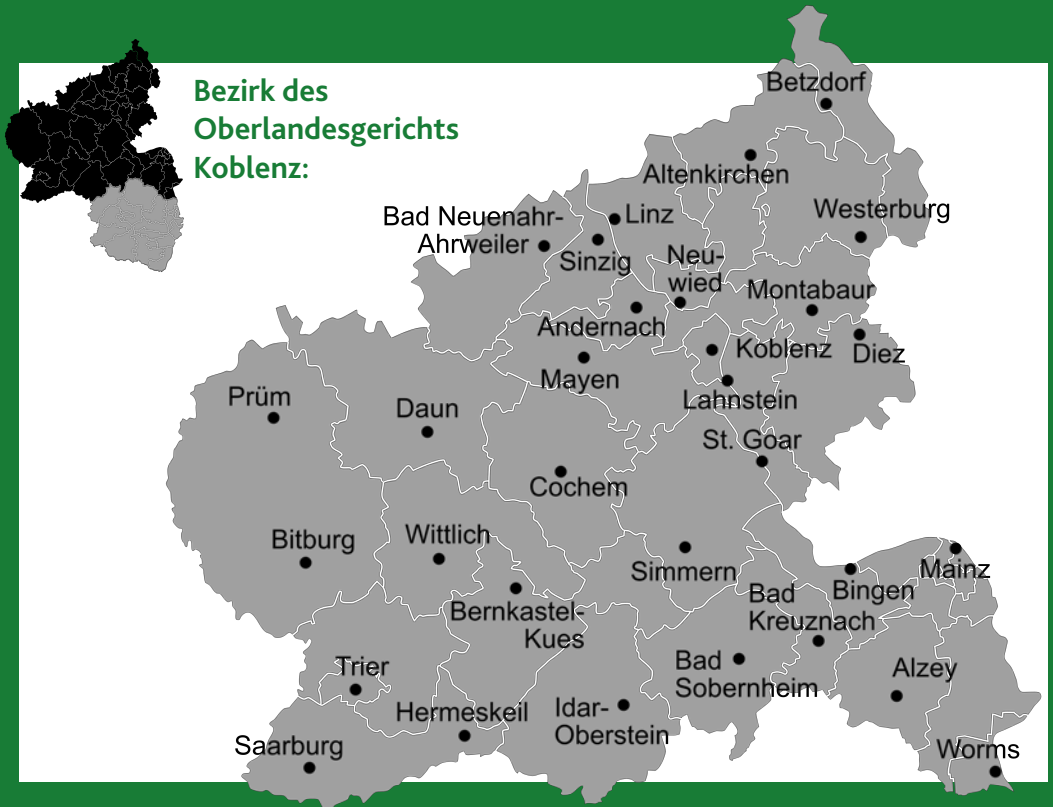 Bezirk des
Oberlandesgerichts
Koblenz:
Betzdorf
Altenkirchen
Westerburg
Bad Neuenahr-
Ahrweiler
Linz
Sinzig
Neu-
wied
Montabaur
Andernach
Koblenz
Diez
Mayen
Lahnstein
Prüm
Daun
St. Goar
Cochem
Bitburg
Wittlich
Simmern
Mainz
Bingen
Bad
Kreuznach
Bernkastel-
Kues
Trier
Bad
Sobernheim
Alzey
Hermeskeil
Idar-
Oberstein
Saarburg
Worms